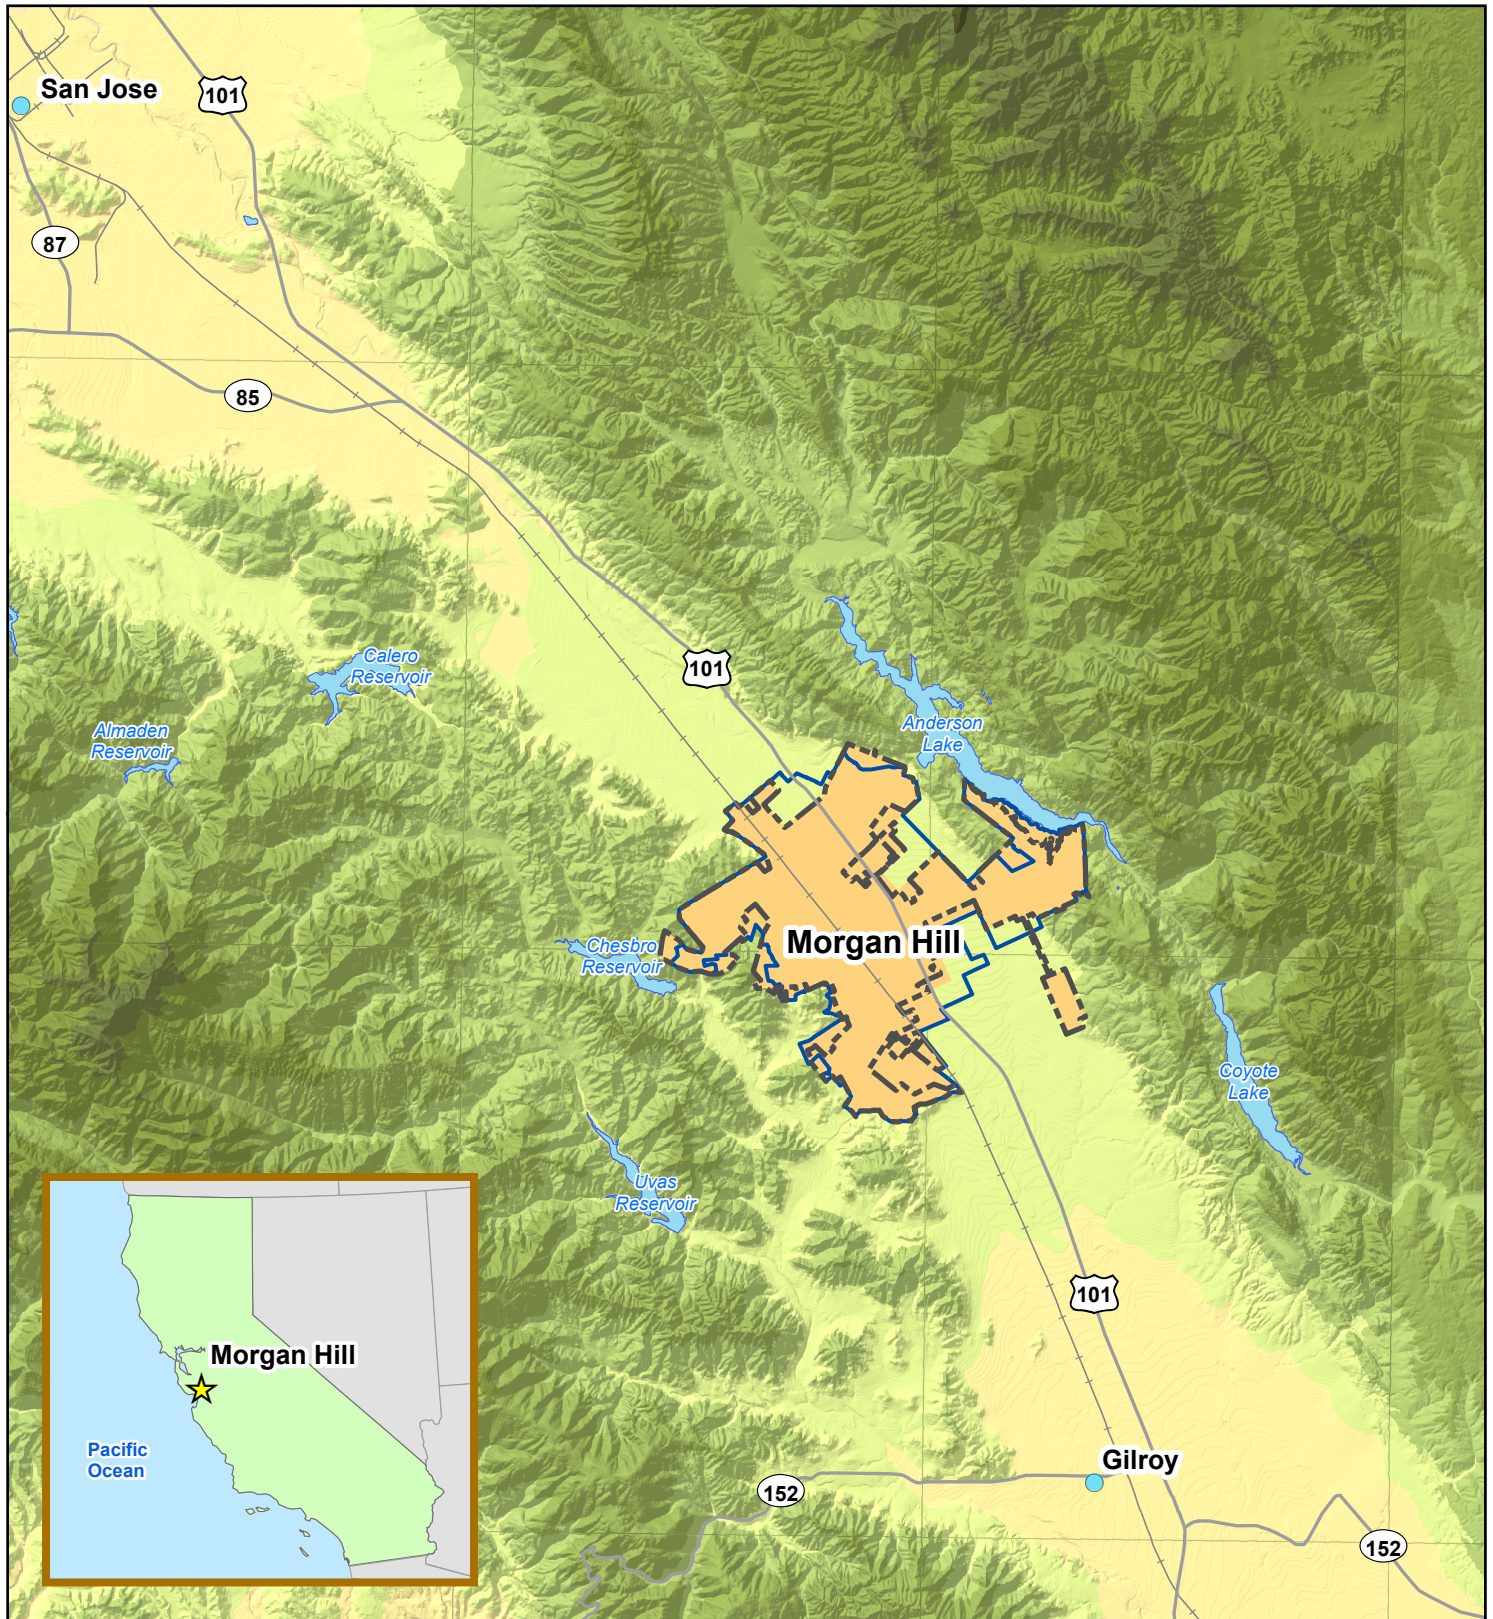 San Jose
101
87
85
101
Calero
Reservoir
Almaden
Reservoir
Anderson
Lake
Morgan Hill
Chesbro
Reservoir
Coyote
Lake
Uvas
Reservoir
101
Morgan Hill
Pacific
Ocean
Gilroy
152
152